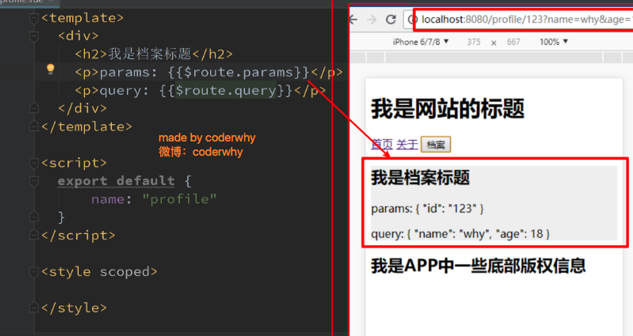 profile.vue
<template>
<div>
<h2>我是档案标题</h2>
<p>params: {{$route.params}}</p>
<p>query: {{$route.query}}</p>
</div>
</template>
made by coderwhy
微博：coderwhy
<script>
export default {
name: "profile"
}
</script>
<style scoped>
</style>
localhost:8080/profile/123?name=why&age=
iPhone 6/7/8 ▼ 375 × 667 100% ▼
我是网站的标题
首页 关于 档案
我是档案标题
params: { "id": "123" }
query: { "name": "why", "age": 18 }
我是APP中一些底部版权信息